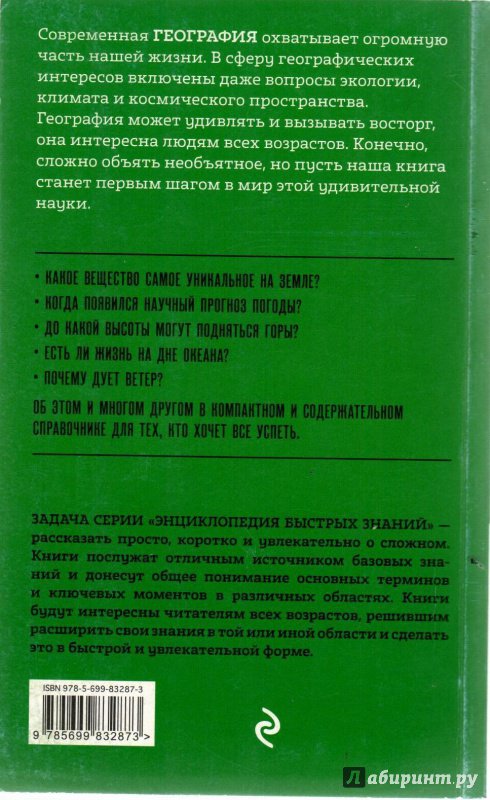 Современная ГЕОГРАФИЯ охватывает огромную
часть нашей жизни. В сферу географических
интересов включены даже вопросы экологии,
климата и космического пространства.
География может удивлять и вызывать восторг,
она интересна людям всех возрастов. Конечно,
сложно объять необъятное, но пусть наша книга
станет первым шагом в мир этой удивительной
науки.
• КАКОЕ ВЕЩЕСТВО САМОЕ УНИКАЛЬНОЕ НА ЗЕМЛЕ?
• КОГДА ПОЯВИЛСЯ НАУЧНЫЙ ПРОГНОЗ ПОГОДЫ?
• ДО КАКОЙ ВЫСОТЫ МОГУТ ПОДНЯТЬСЯ ГОРЫ?
• ЕСТЬ ЛИ ЖИЗНЬ НА ДНЕ ОКЕАНА?
• ПОЧЕМУ ДУЕТ ВЕТЕР?
ОБ ЭТОМ И МНОГОМ ДРУГОМ В КОМПАКТНОМ И СОДЕРЖАТЕЛЬНОМ
СПРАВОЧНИКЕ ДЛЯ ТЕХ, КТО ХОЧЕТ ВСЕ УСПЕТЬ.
ЗАДАЧА СЕРИИ «ЭНЦИКЛОПЕДИЯ БЫСТРЫХ ЗНАНИЙ» —
рассказать просто, коротко и увлекательно о сложном.
Книги послужат отличным источником базовых зна-
ний и донесут общее понимание основных терминов
и ключевых моментов в различных областях. Книги
будут интересны читателям всех возрастов, решившим
расширить свои знания в той или иной области и сделать
это в быстрой и увлекательной форме.
ISBN 978-5-699-83287-3
9 785699 832873 >
Лабиринт.ру